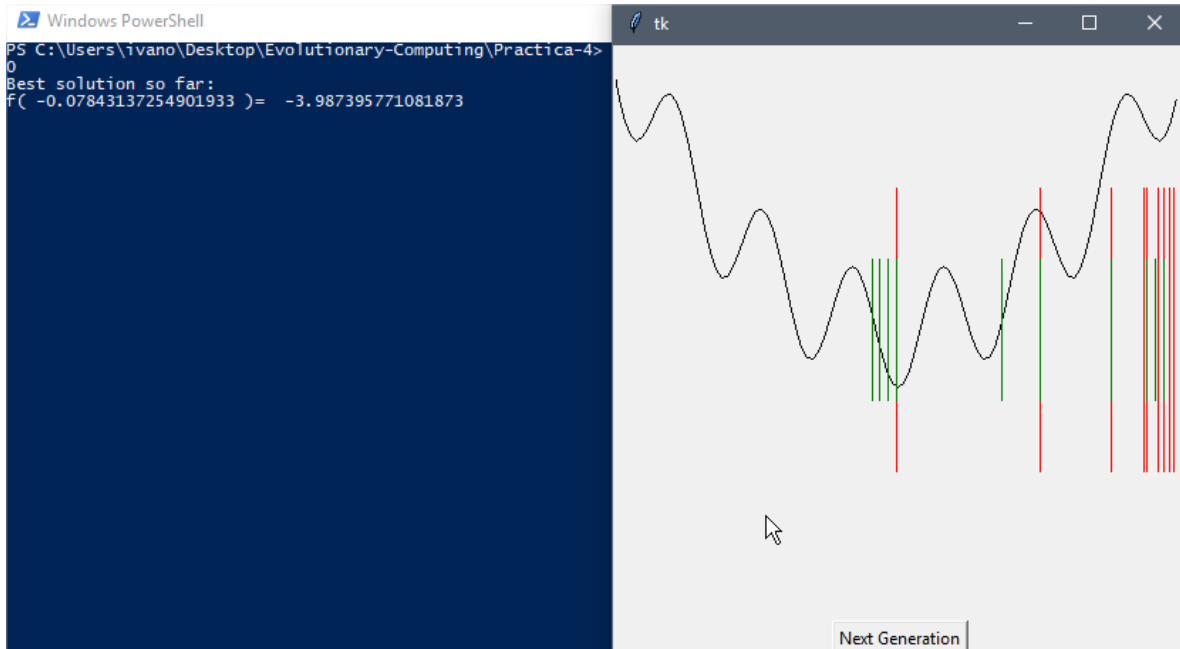 Windows PowerShell
PS C:\Users\ivano\Desktop\Evolutionary-Computing\Practica-4>
0
Best solution so far:
f( -0.07843137254901933 )=  -3.987395771081873
tk
Next Generation